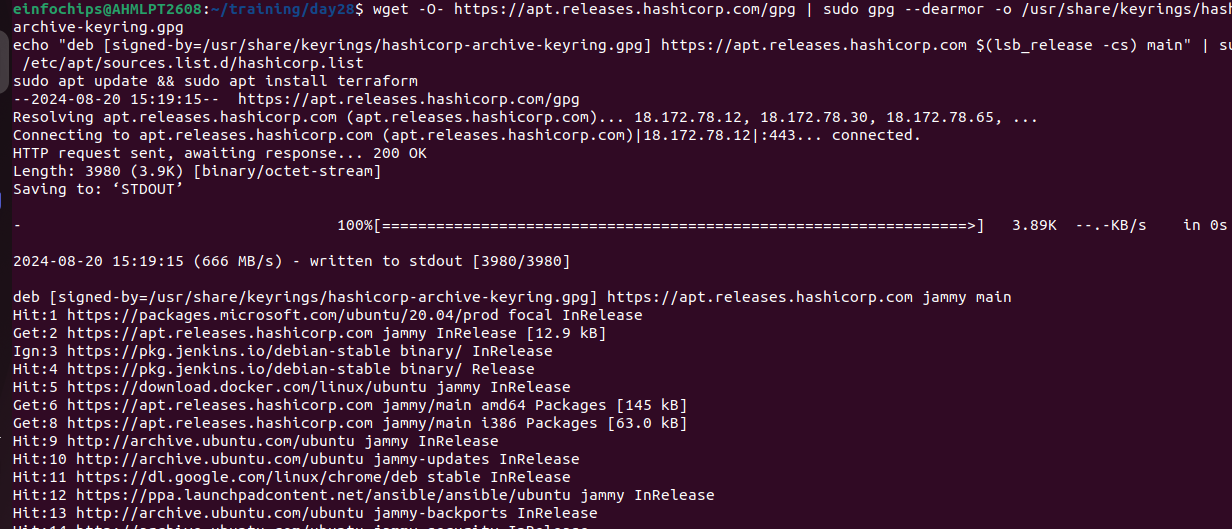 einfochips@AHMLPT2608:~/training/day28$ wget -O- https://apt.releases.hashicorp.com/gpg | sudo gpg --dearmor -o /usr/share/keyrings/hash
archive-keyring.gpg
echo "deb [signed-by=/usr/share/keyrings/hashicorp-archive-keyring.gpg] https://apt.releases.hashicorp.com $(lsb_release -cs) main" | su
/etc/apt/sources.list.d/hashicorp.list
sudo apt update && sudo apt install terraform
--2024-08-20 15:19:15--  https://apt.releases.hashicorp.com/gpg
Resolving apt.releases.hashicorp.com (apt.releases.hashicorp.com)... 18.172.78.12, 18.172.78.30, 18.172.78.65, ...
Connecting to apt.releases.hashicorp.com (apt.releases.hashicorp.com)|18.172.78.12|:443... connected.
HTTP request sent, awaiting response... 200 OK
Length: 3980 (3.9K) [binary/octet-stream]
Saving to: ‘STDOUT’
- 100%[=================================================================>] 3.89K --.-KB/s in 0s
2024-08-20 15:19:15 (666 MB/s) - written to stdout [3980/3980]
deb [signed-by=/usr/share/keyrings/hashicorp-archive-keyring.gpg] https://apt.releases.hashicorp.com jammy main
Hit:1 https://packages.microsoft.com/ubuntu/20.04/prod focal InRelease
Get:2 https://apt.releases.hashicorp.com jammy InRelease [12.9 kB]
Ign:3 https://pkg.jenkins.io/debian-stable binary/ InRelease
Hit:4 https://pkg.jenkins.io/debian-stable binary/ Release
Hit:5 https://download.docker.com/linux/ubuntu jammy InRelease
Get:6 https://apt.releases.hashicorp.com jammy/main amd64 Packages [145 kB]
Get:8 https://apt.releases.hashicorp.com jammy/main i386 Packages [63.0 kB]
Hit:9 http://archive.ubuntu.com/ubuntu jammy InRelease
Hit:10 http://archive.ubuntu.com/ubuntu jammy-updates InRelease
Hit:11 https://dl.google.com/linux/chrome/deb stable InRelease
Hit:12 https://ppa.launchpadcontent.net/ansible/ansible/ubuntu jammy InRelease
Hit:13 http://archive.ubuntu.com/ubuntu jammy-backports InRelease
Hit:14 http://archive.ubuntu.com/ubuntu jammy-security InRelease